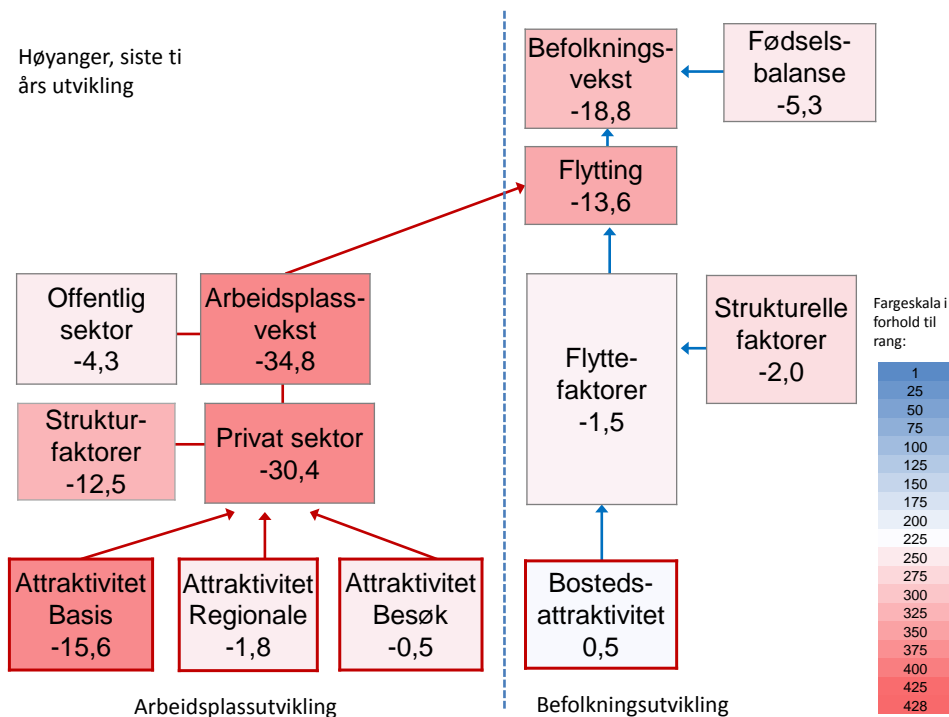 Høyanger, siste ti
års utvikling
Befolknings-
vekst
-18,8
Fødsels-
balanse
-5,3
Flytting
-13,6
Offentlig
sektor
-4,3
Arbeidsplass-
vekst
-34,8
Flytte-
faktorer
-1,5
Strukturelle
faktorer
-2,0
Struktur-
faktorer
-12,5
Privat sektor
-30,4
Attraktivitet
Basis
-15,6
Attraktivitet
Regionale
-1,8
Attraktivitet
Besøk
-0,5
Bosteds-
attraktivitet
0,5
Arbeidsplassutvikling
Befolkningsutvikling
Fargeskala i
forhold til
rang:
1
25
50
75
100
125
150
175
200
225
250
275
300
325
350
375
400
425
428